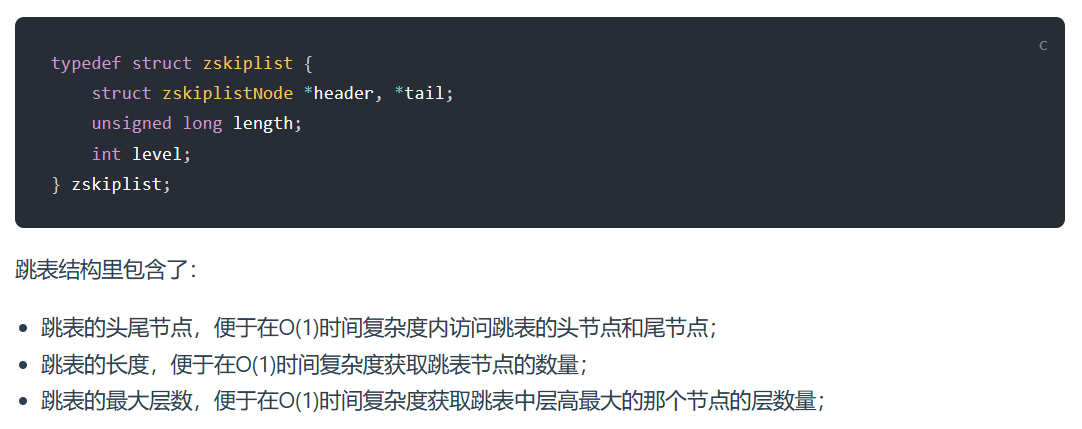 c
typedef struct zskiplist {
    struct zskiplistNode *header, *tail;
    unsigned long length;
    int level;
} zskiplist;
跳表结构里包含了：
• 跳表的头尾节点，便于在O(1)时间复杂度内访问跳表的头节点和尾节点；
• 跳表的长度，便于在O(1)时间复杂度获取跳表节点的数量；
• 跳表的最大层数，便于在O(1)时间复杂度获取跳表中层高最大的那个节点的层数量；